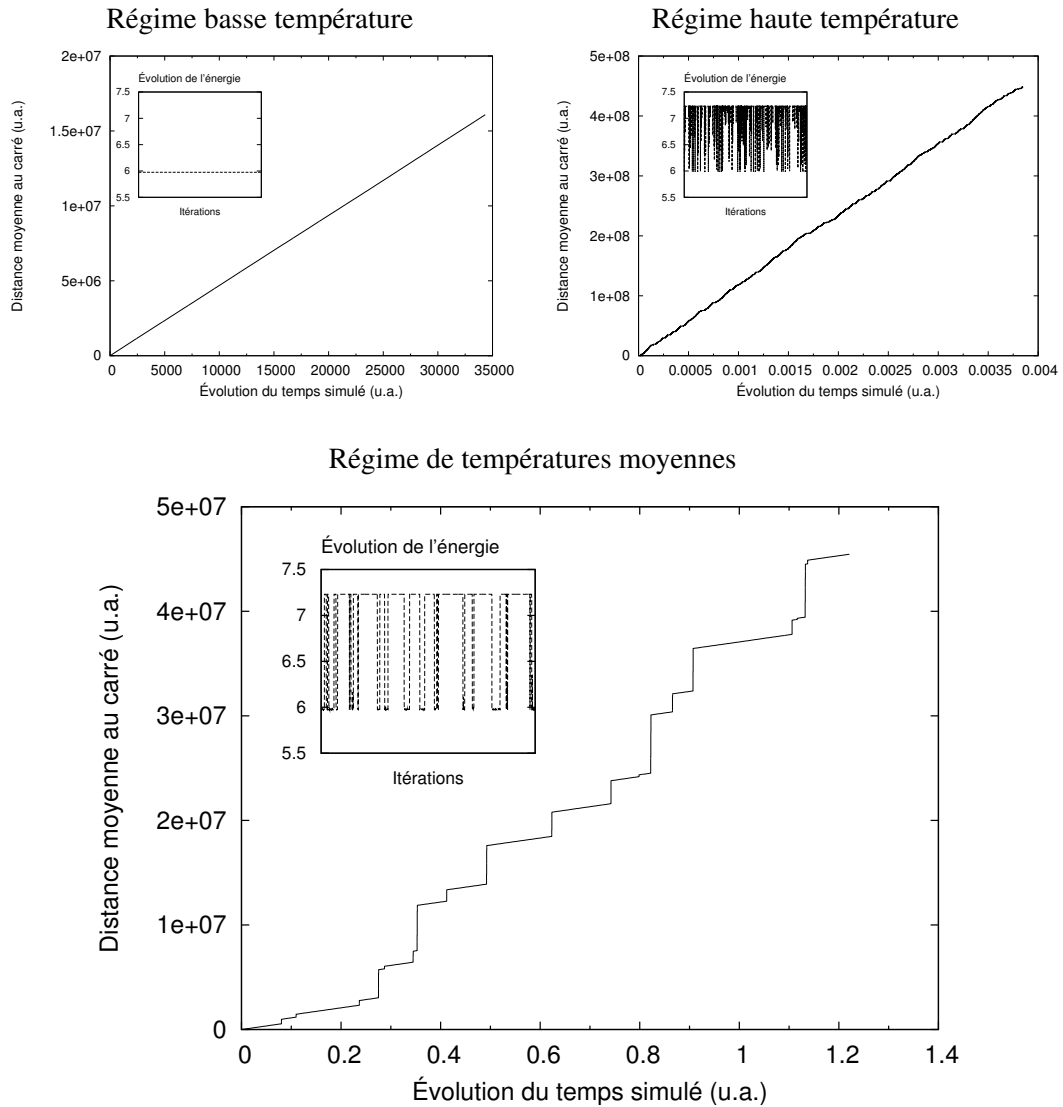 Régime basse température
2e+07
1.5e+07
1e+07
5e+06
0
Distance moyenne au carré (u.a.)
Évolution de l'énergie
7.5
7
6
5.5
Itérations
0 5000 10000 15000 20000 25000 30000 35000
Évolution du temps simulé (u.a.)
Régime haute température
5e+08
4e+08
3e+08
2e+08
1e+08
0
Distance moyenne au carré (u.a.)
Évolution de l'énergie
7.5
7
6
5.5
Itérations
0 0.0005 0.001 0.0015 0.002 0.0025 0.003 0.0035 0.004
Évolution du temps simulé (u.a.)
Régime de températures moyennes
5e+07
4e+07
3e+07
2e+07
1e+07
0
Distance moyenne au carré (u.a.)
Évolution de l'énergie
7.5
7
6.5
6
5.5
Itérations
0 0.2 0.4 0.6 0.8 1 1.2 1.4
Évolution du temps simulé (u.a.)